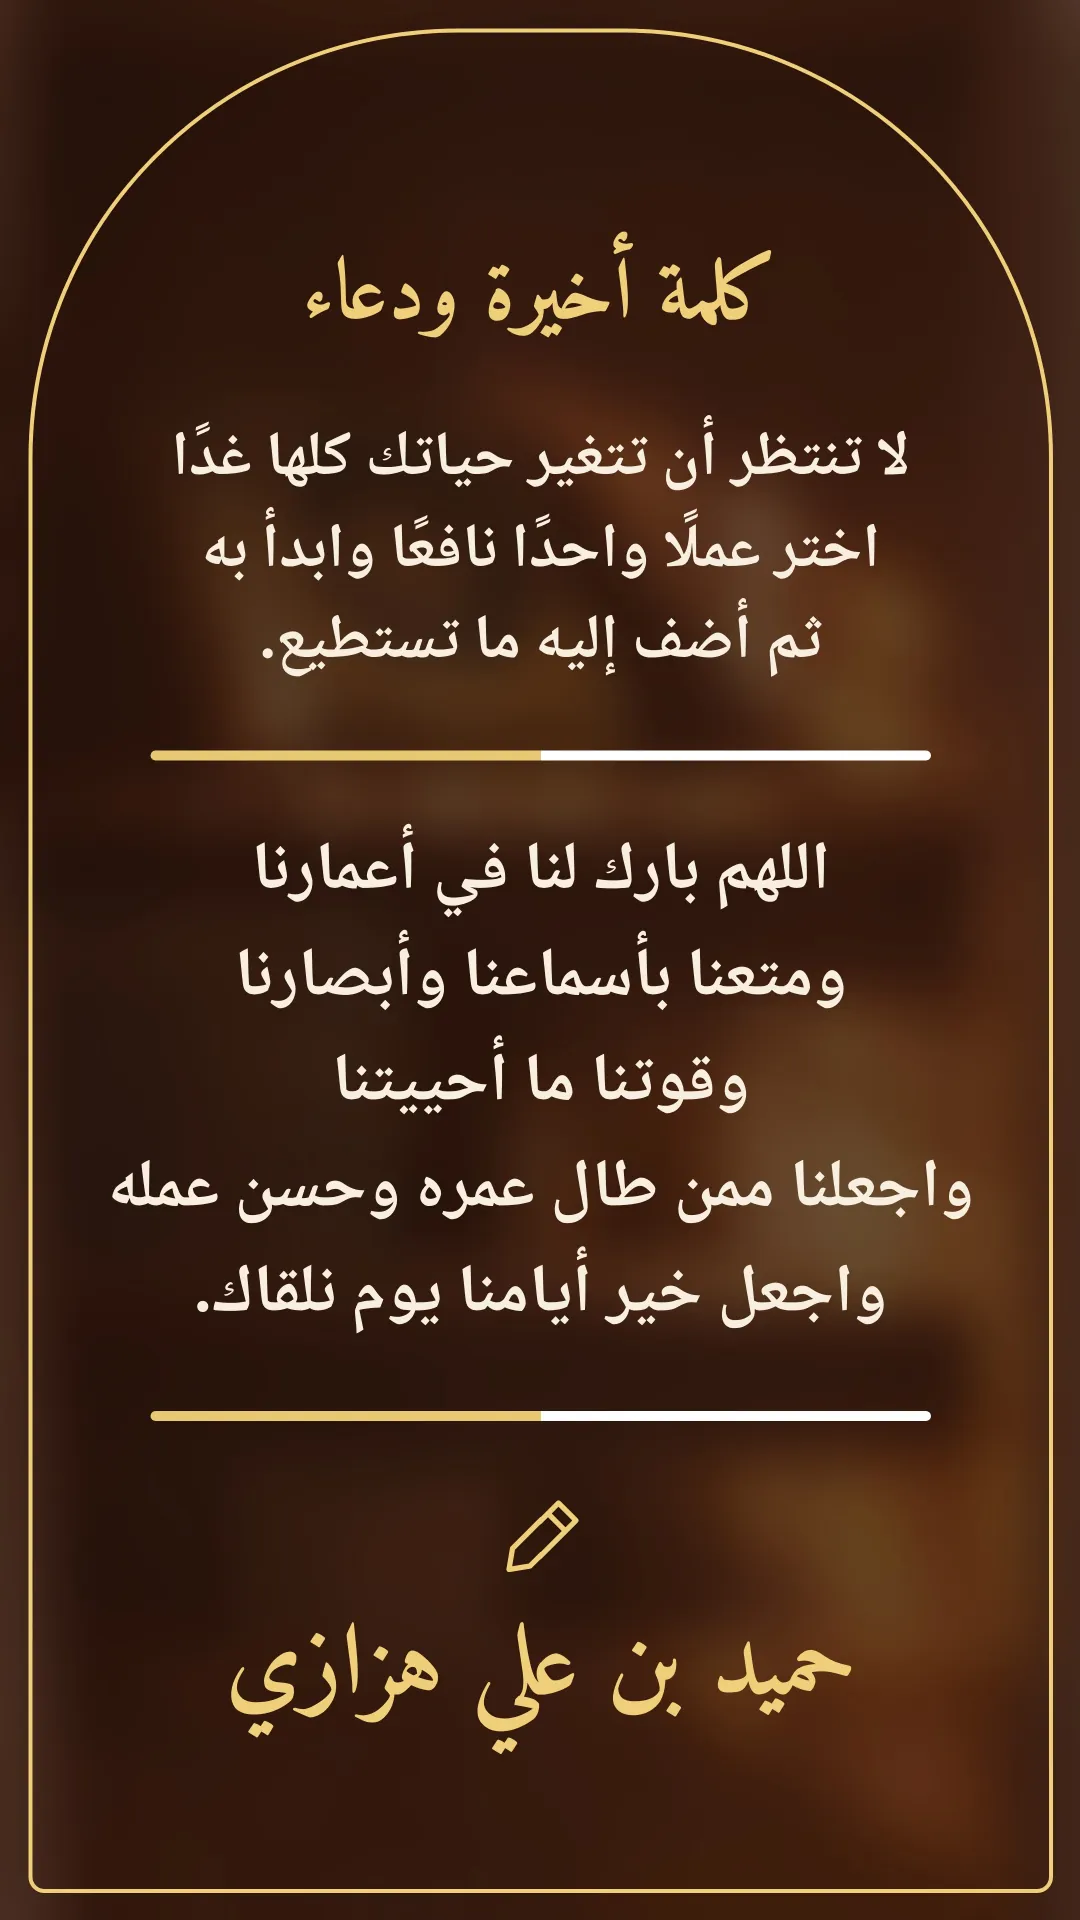 كلمة أخيرة ودعاء
لا تنتظر أن تتغير حياتك كلها غدًا
اختر عملًا واحدًا نافعًا وابدأ به
ثم أضف إليه ما تستطيع.
اللهم بارك لنا في أعمارنا
ومتعنا بأسماعنا وأبصارنا
وقوتنا ما أحييتنا
واجعلنا ممن طال عمره وحسن عمله
واجعل خير أيامنا يوم نلقاك.
حميد بن علي هزازي